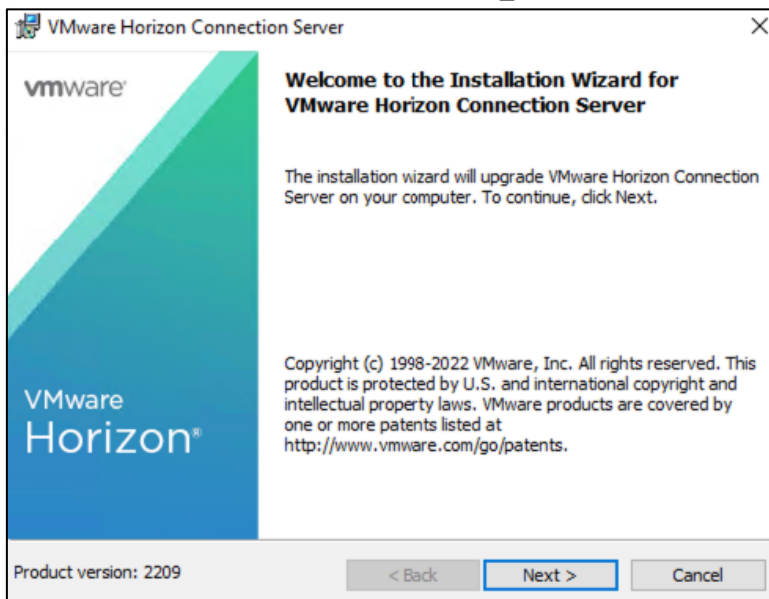 VMware Horizon Connection Server
vmware®
Welcome to the Installation Wizard for
VMware Horizon Connection Server
The installation wizard will upgrade VMware Horizon Connection
Server on your computer. To continue, click Next.
Copyright (c) 1998-2022 VMware, Inc. All rights reserved. This
product is protected by U.S. and international copyright and
intellectual property laws. VMware products are covered by
one or more patents listed at
http://www.vmware.com/go/patents.
VMware
Horizon®
Product version: 2209
< Back
Next >
Cancel